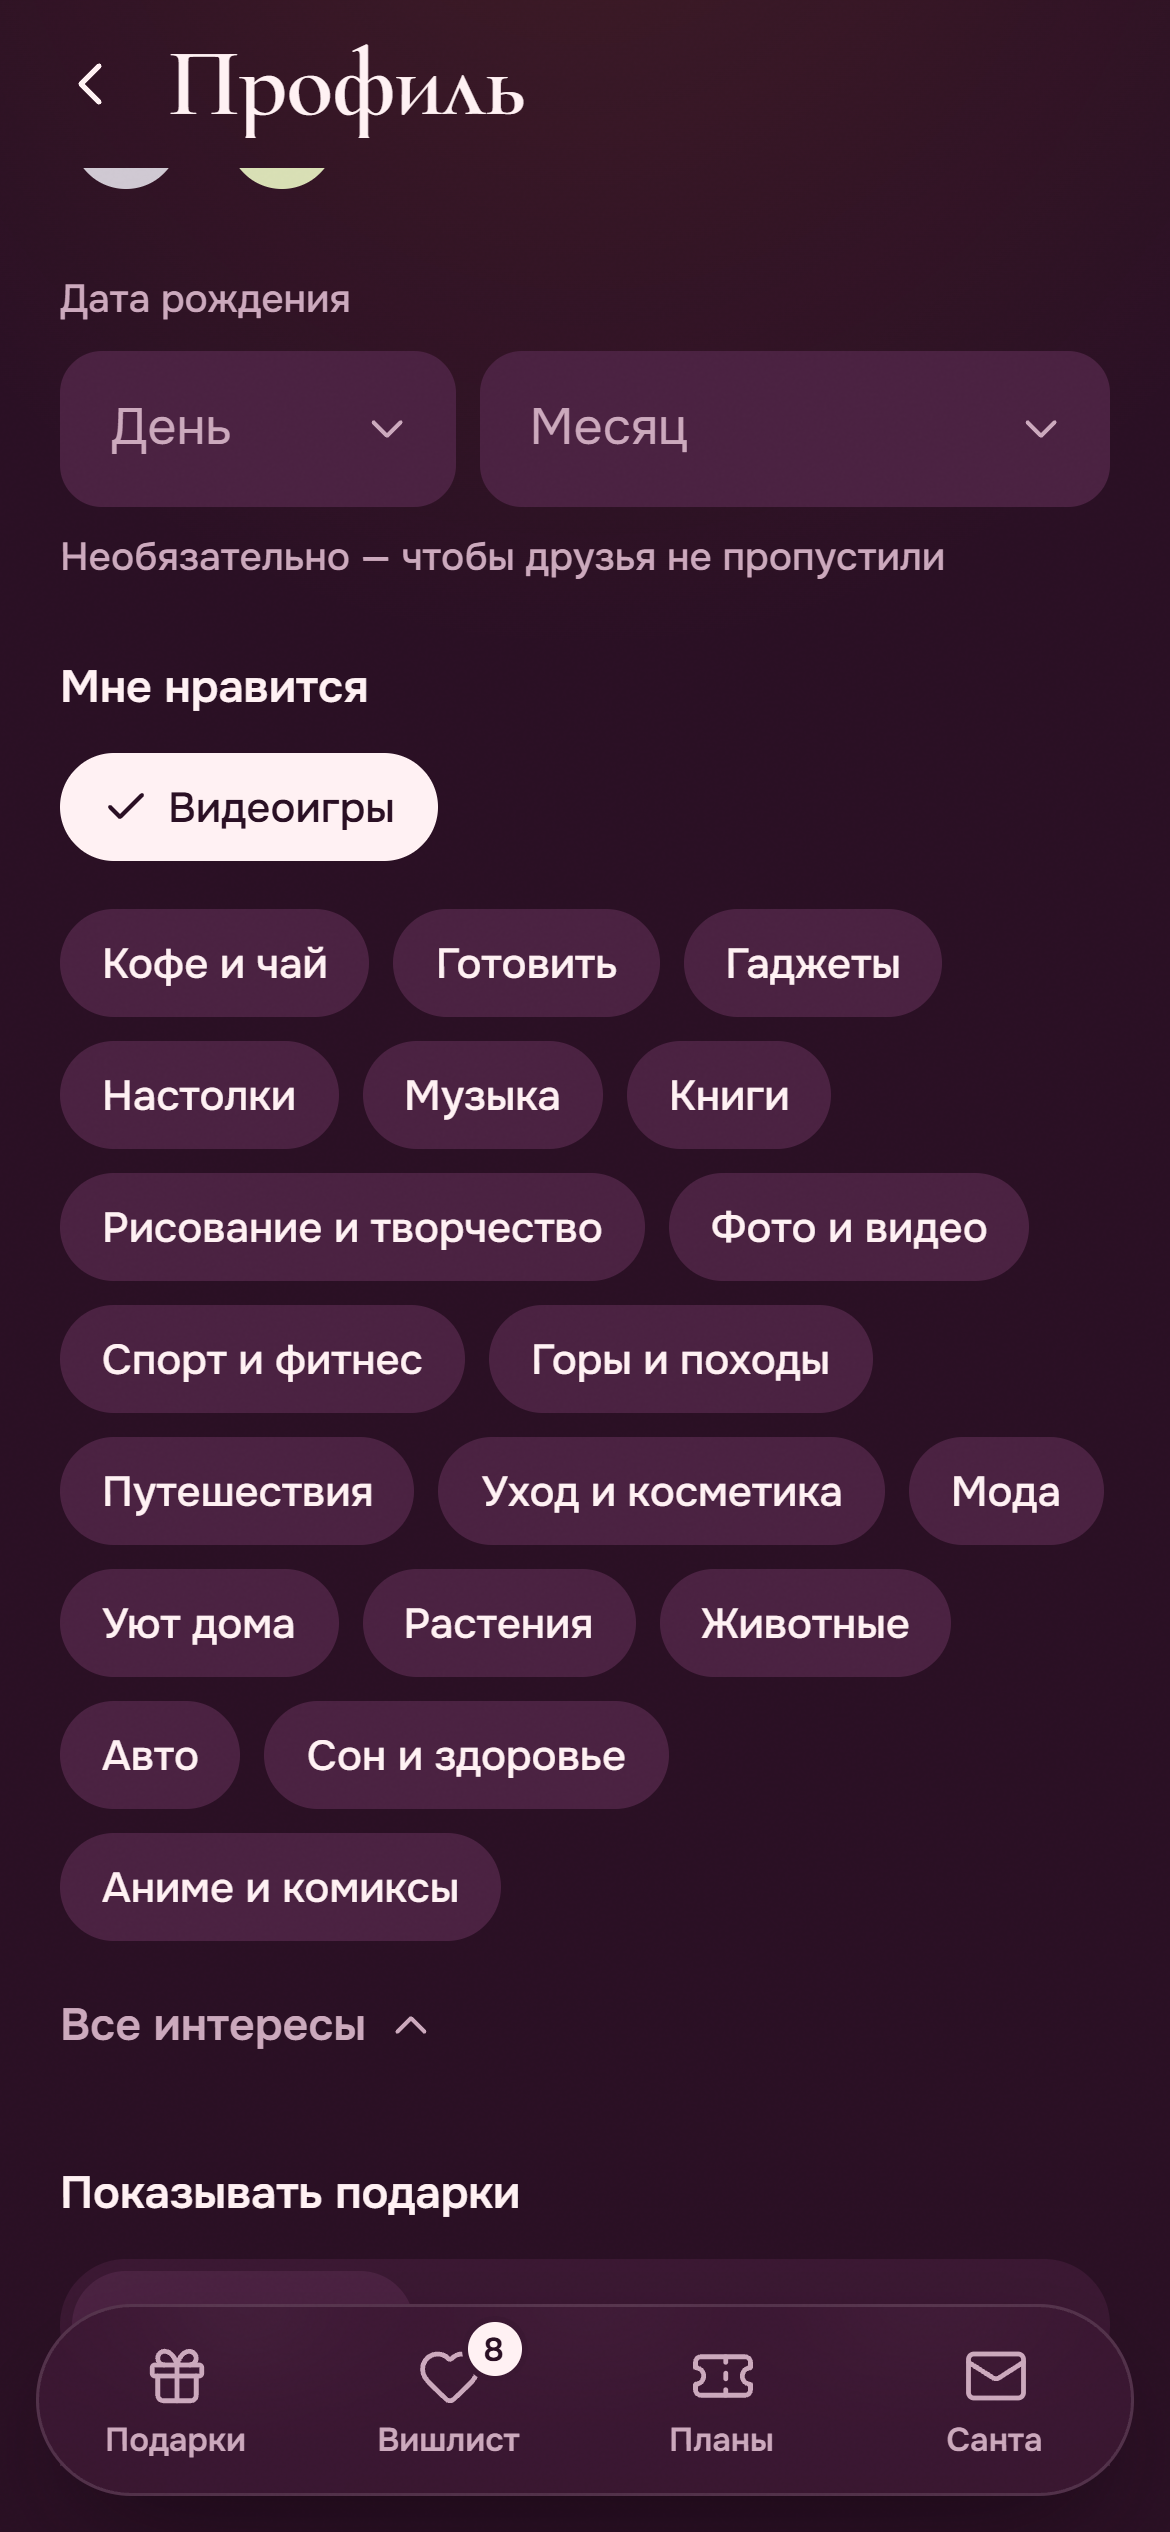 Профиль
Дата рождения
День Месяц
Необязательно — чтобы друзья не пропустили
Мне нравится
Видеоигры
Кофе и чай Готовить Гаджеты
Настолки Музыка Книги
Рисование и творчество Фото и видео
Спорт и фитнес Горы и походы
Путешествия Уход и косметика Мода
Уют дома Растения Животные
Авто Сон и здоровье
Аниме и комиксы
Все интересы
Показывать подарки
8
Подарки Вишлист Планы Санта